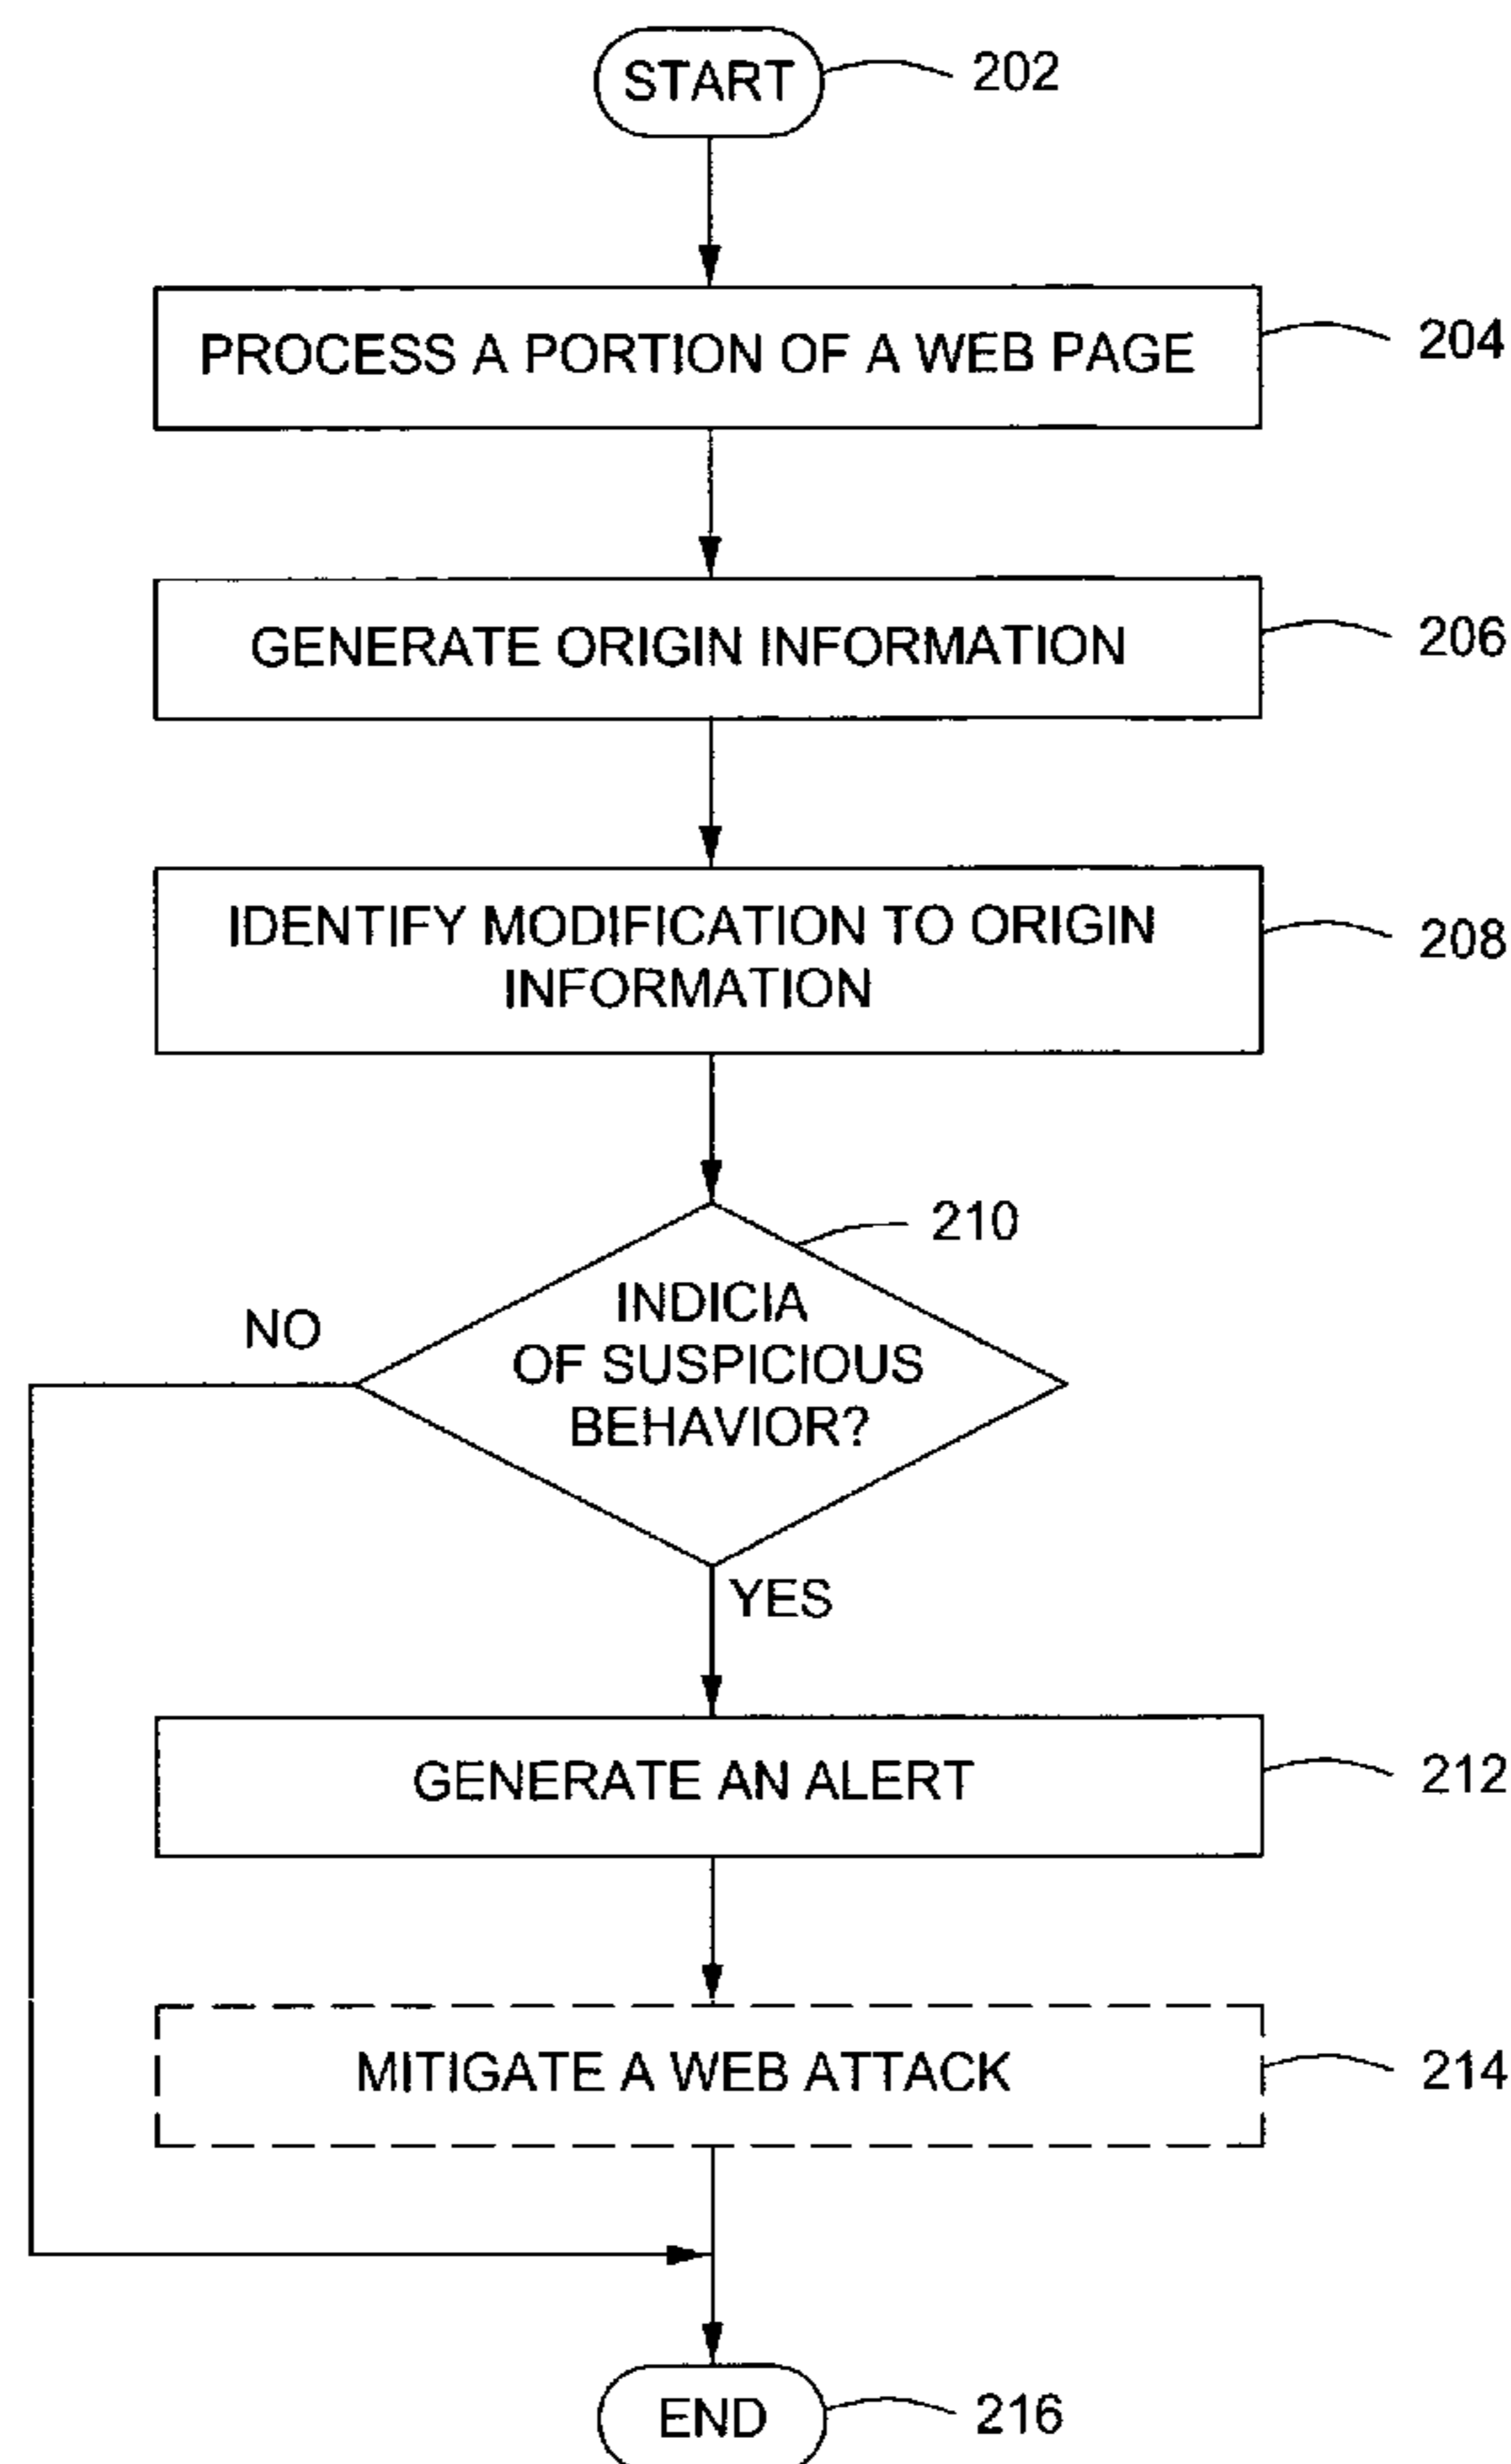 START
202
PROCESS A PORTION OF A WEB PAGE
204
GENERATE ORIGIN INFORMATION
206
IDENTIFY MODIFICATION TO ORIGIN
INFORMATION
208
210
INDICIA
OF SUSPICIOUS
BEHAVIOR?
NO
YES
GENERATE AN ALERT
212
MITIGATE A WEB ATTACK
214
END
216